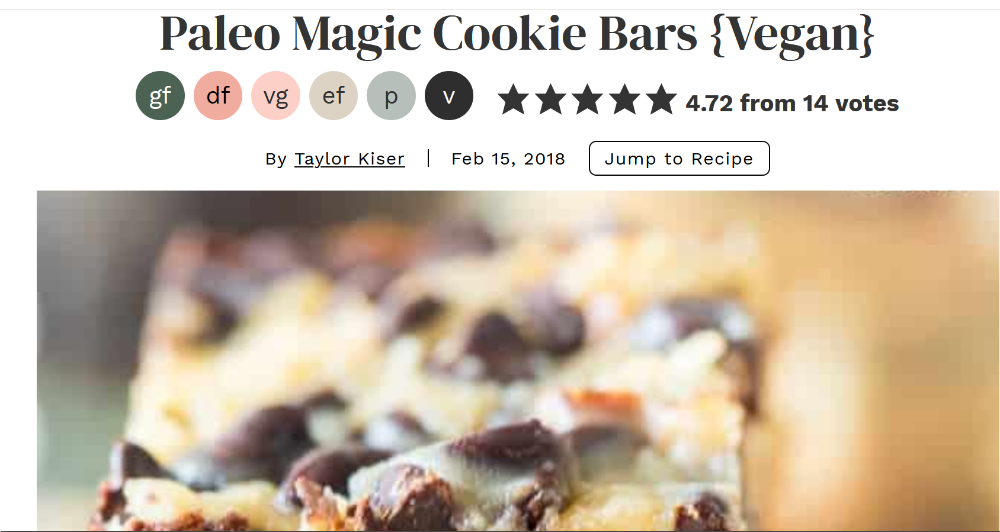 Paleo Magic Cookie Bars {Vegan}
gf df vg ef p v 4.72 from 14 votes
By Taylor Kiser | Feb 15, 2018 Jump to Recipe